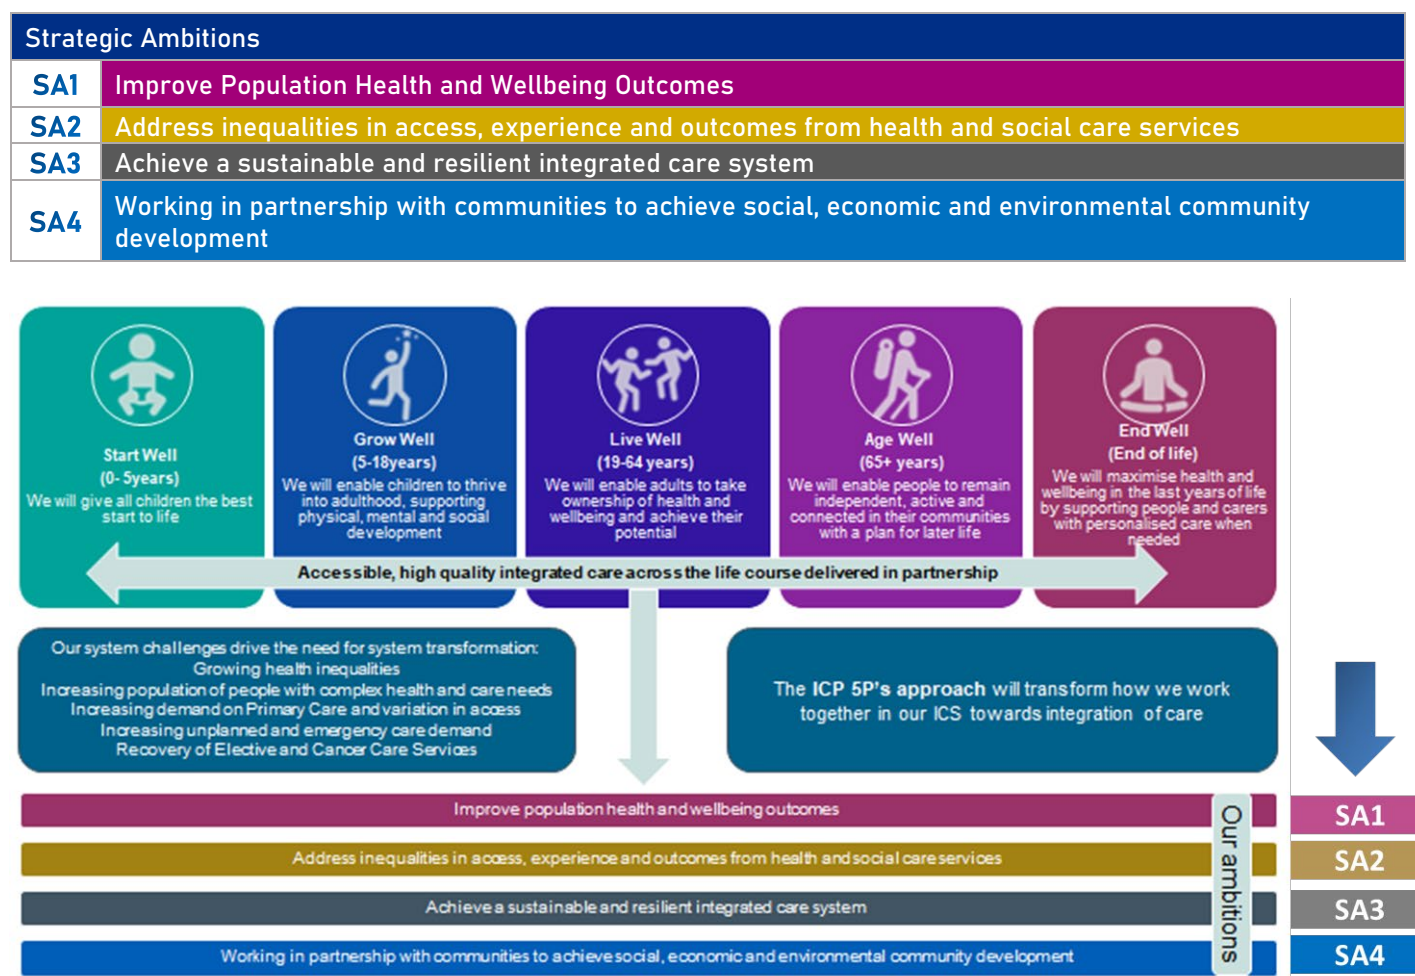 Strategic Ambitions
SA1
Improve Population Health and Wellbeing Outcomes
SA2
Address inequalities in access, experience and outcomes from health and social care services
SA3
Achieve a sustainable and resilient integrated care system
SA4
Working in partnership with communities to achieve social, economic and environmental community
development
Start Well
(0- 5years)
We will give all children the best
start to life
Grow Well
(5-18years)
We will enable children to thrive
into adulthood, supporting
physical, mental and social
development
Live Well
(19-64 years)
We will enable adults to take
ownership of health and
wellbeing and achieve their
potential
Age Well
(65+ years)
We will enable people to remain
independent, active and
connected in their communities
with a plan for later life
End Well
(End of life)
We will maximise health and
wellbeing in the last years of life
by supporting people and carers
with personalised care when
needed
Accessible, high quality integrated care across the life course delivered in partnership
Our system challenges drive the need for system transformation:
Growing health inequalities
Increasing population of people with complex health and care needs
Increasing demand on Primary Care and variation in access
Increasing unplanned and emergency care demand
Recovery of Elective and Cancer Care Services
The ICP 5P's approach will transform how we work
together in our ICS towards integration of care
Improve population health and wellbeing outcomes
Address inequalities in access, experience and outcomes from health and social care services
Achieve a sustainable and resilient integrated care system
Working in partnership with communities to achieve social, economic and environmental community development
Our ambitions
SA1
SA2
SA3
SA4